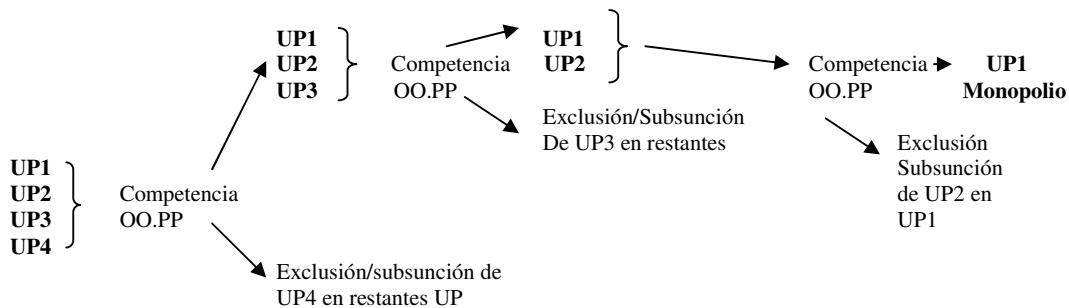 UP1
UP2
UP3
UP4
Competencia
OO.PP
Exclusión/subsunción de
UP4 en restantes UP
UP1
UP2
UP3
Competencia
OO.PP
Exclusión/Subsunción
De UP3 en restantes
UP1
UP2
Competencia
OO.PP
Exclusión
Subsunción
de UP2 en
UP1
UP1
Monopolio